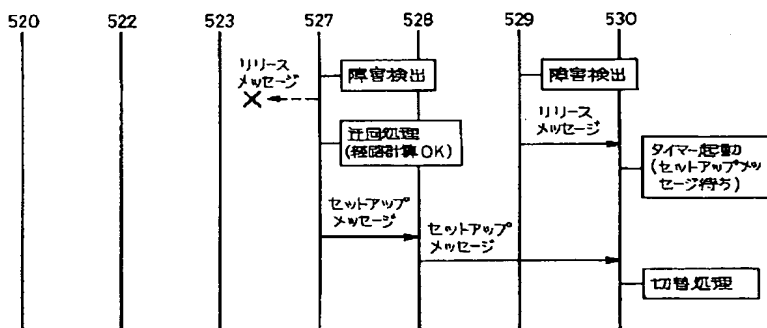 520 522 523 527 528 529 530
リリース
メッセージ
障害検出
障害検出
リリース
メッセージ
迂回処理
(経路計算OK)
タイマー起動
(セットアップメッ
セージ待ち)
セットアップ
メッセージ
セットアップ
メッセージ
切替処理